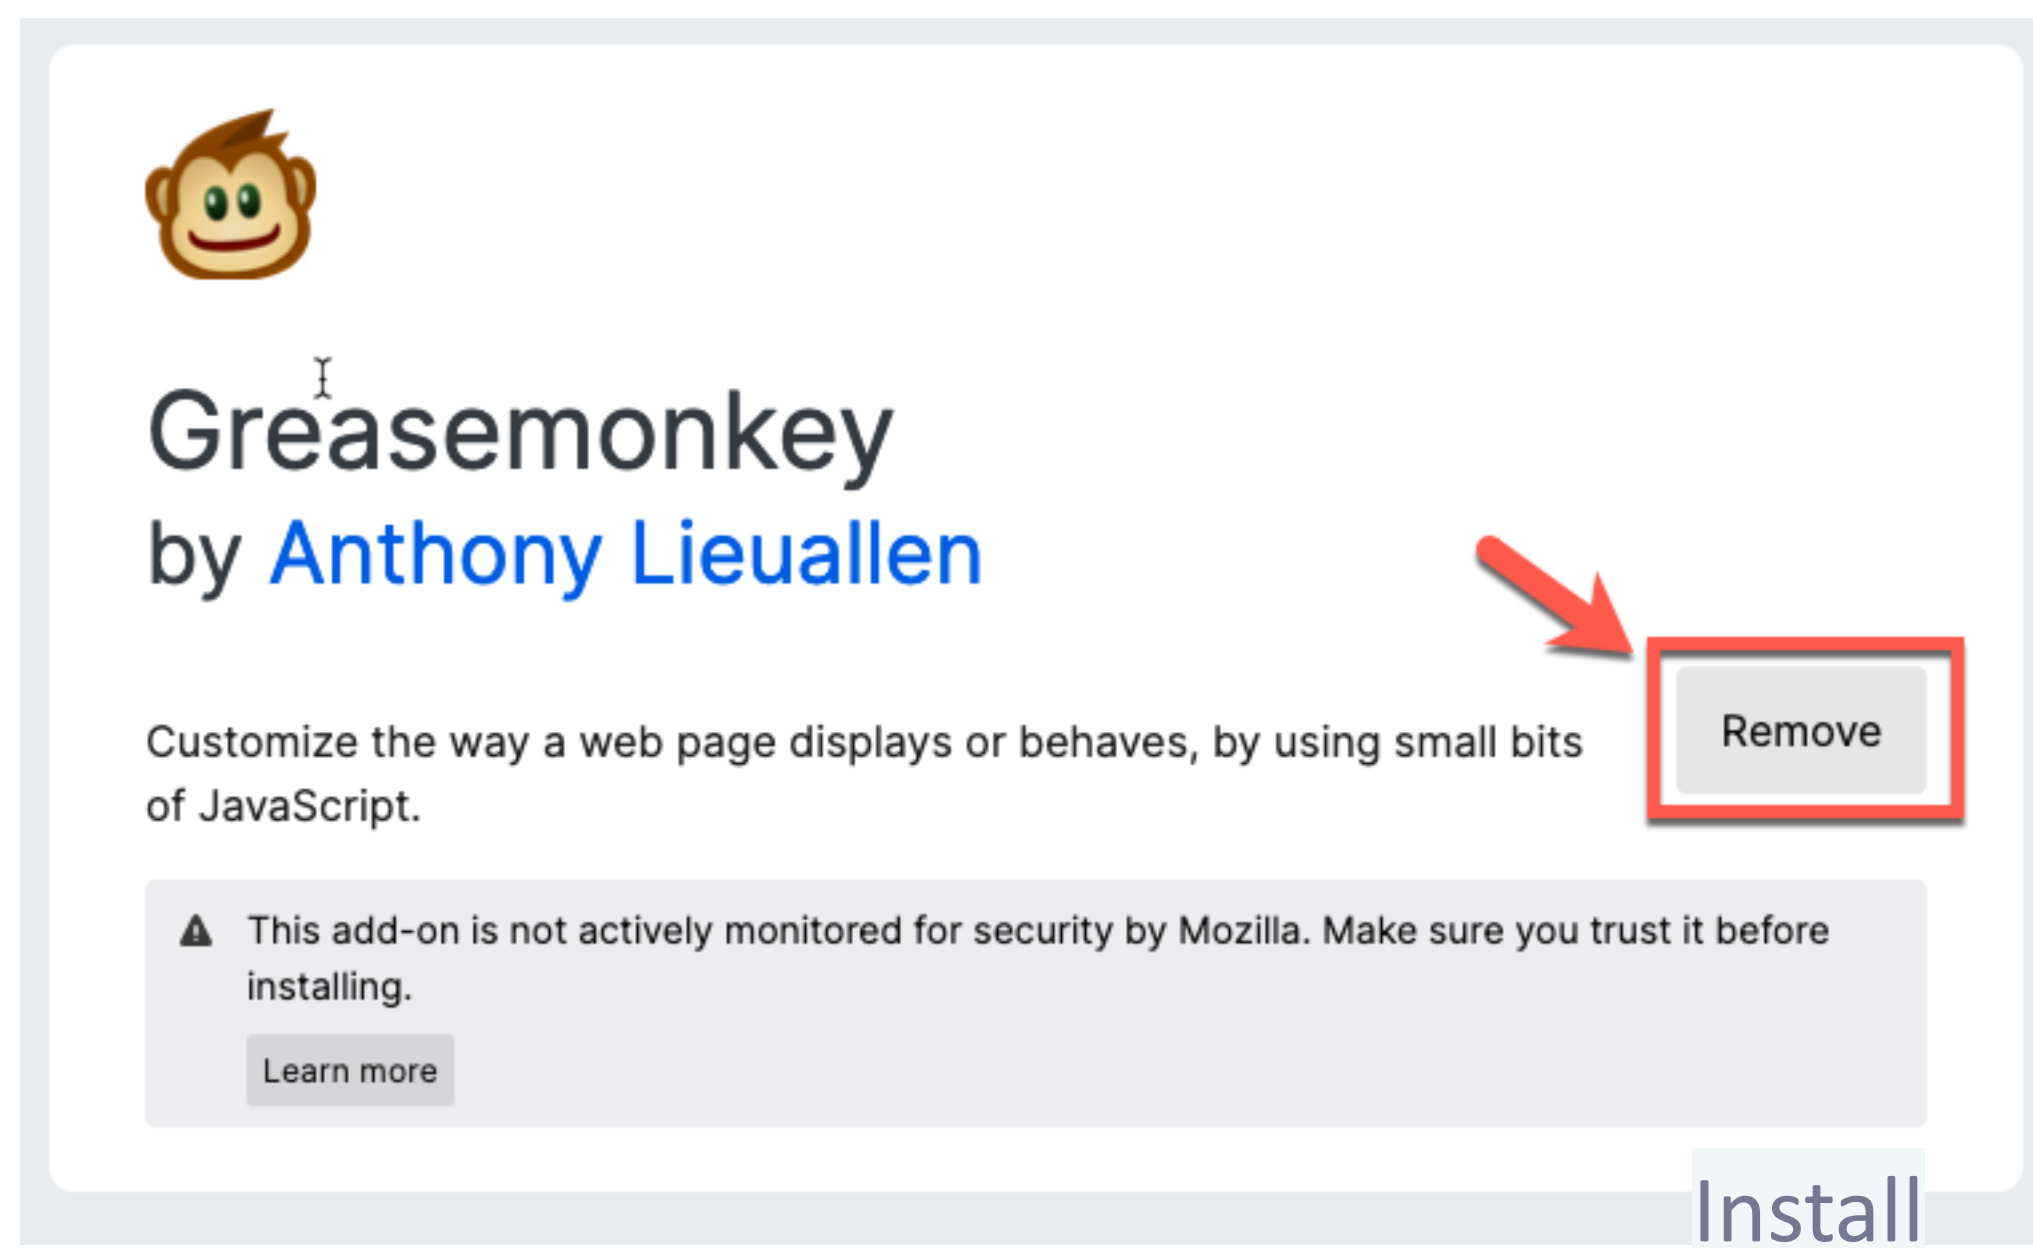 Greasemonkey
by Anthony Lieuallen
Customize the way a web page displays or behaves, by using small bits
of JavaScript.
Remove
This add-on is not actively monitored for security by Mozilla. Make sure you trust it before
installing.
Learn more
Install